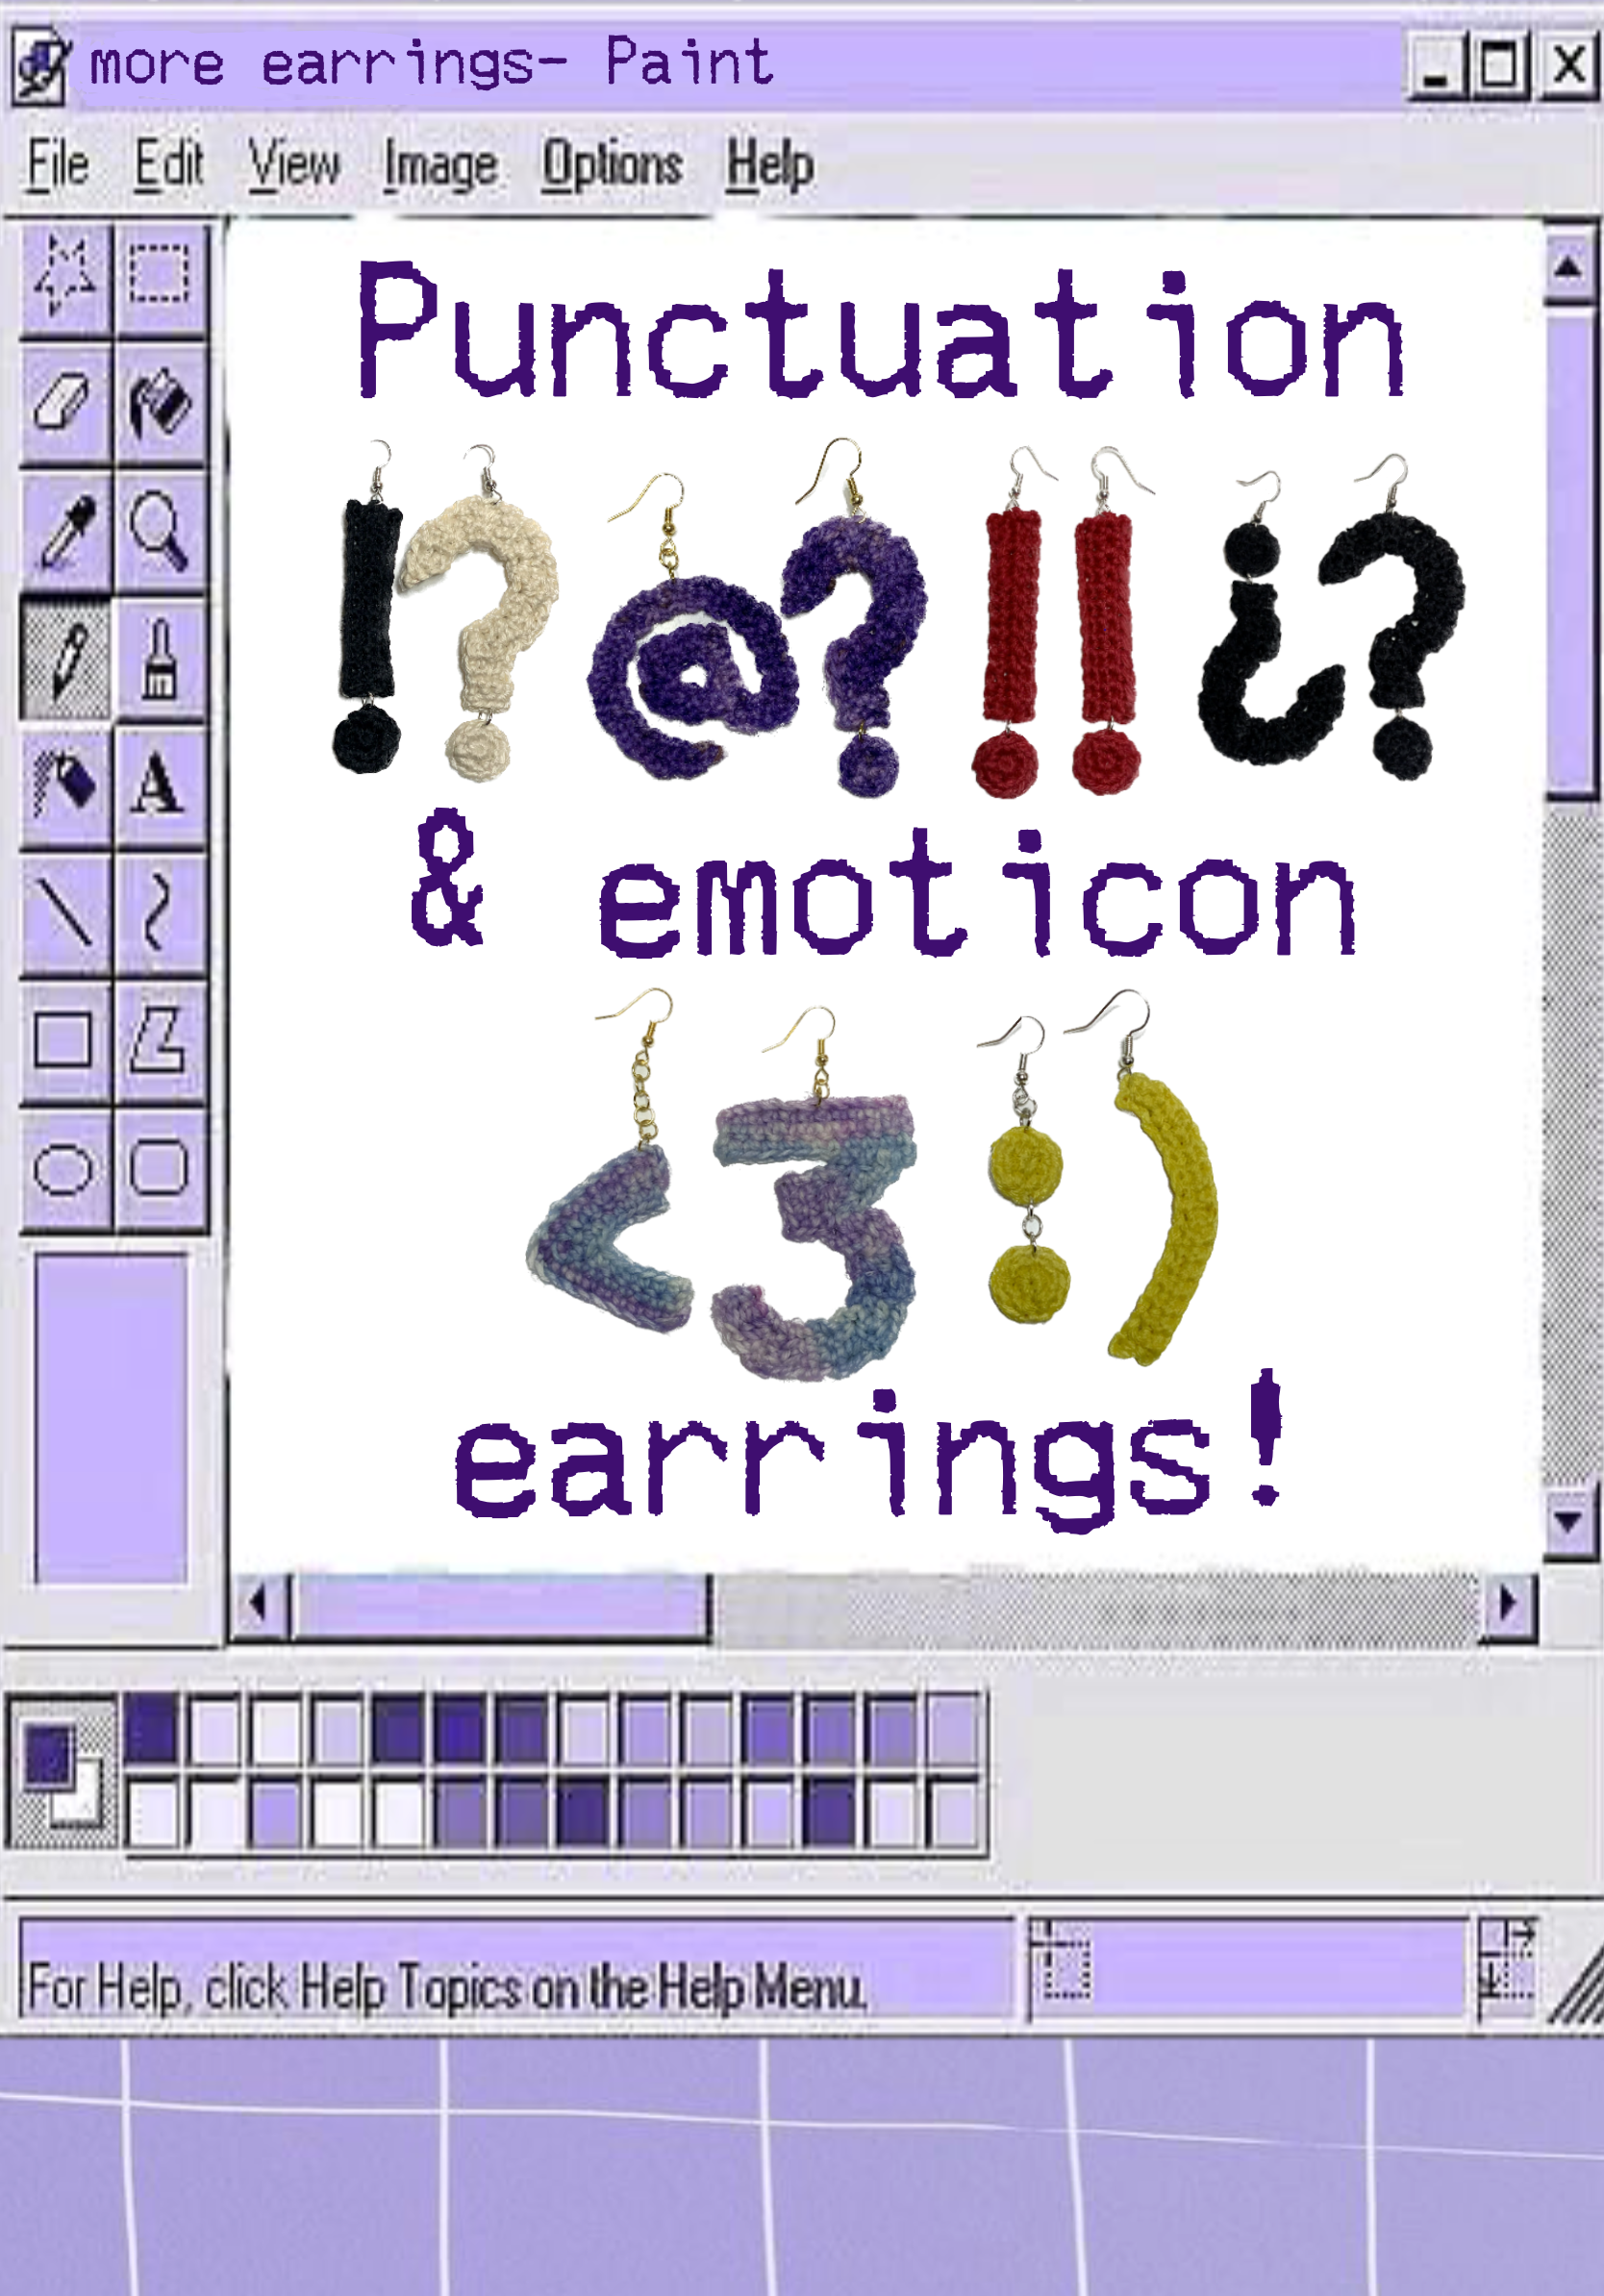 more earrings- Paint
File Edit View Image Options Help
Punctuation
!? @? !! ¿?
& emoticon
<3 :)
earrings!
A
For Help, click Help Topics on the Help Menu.